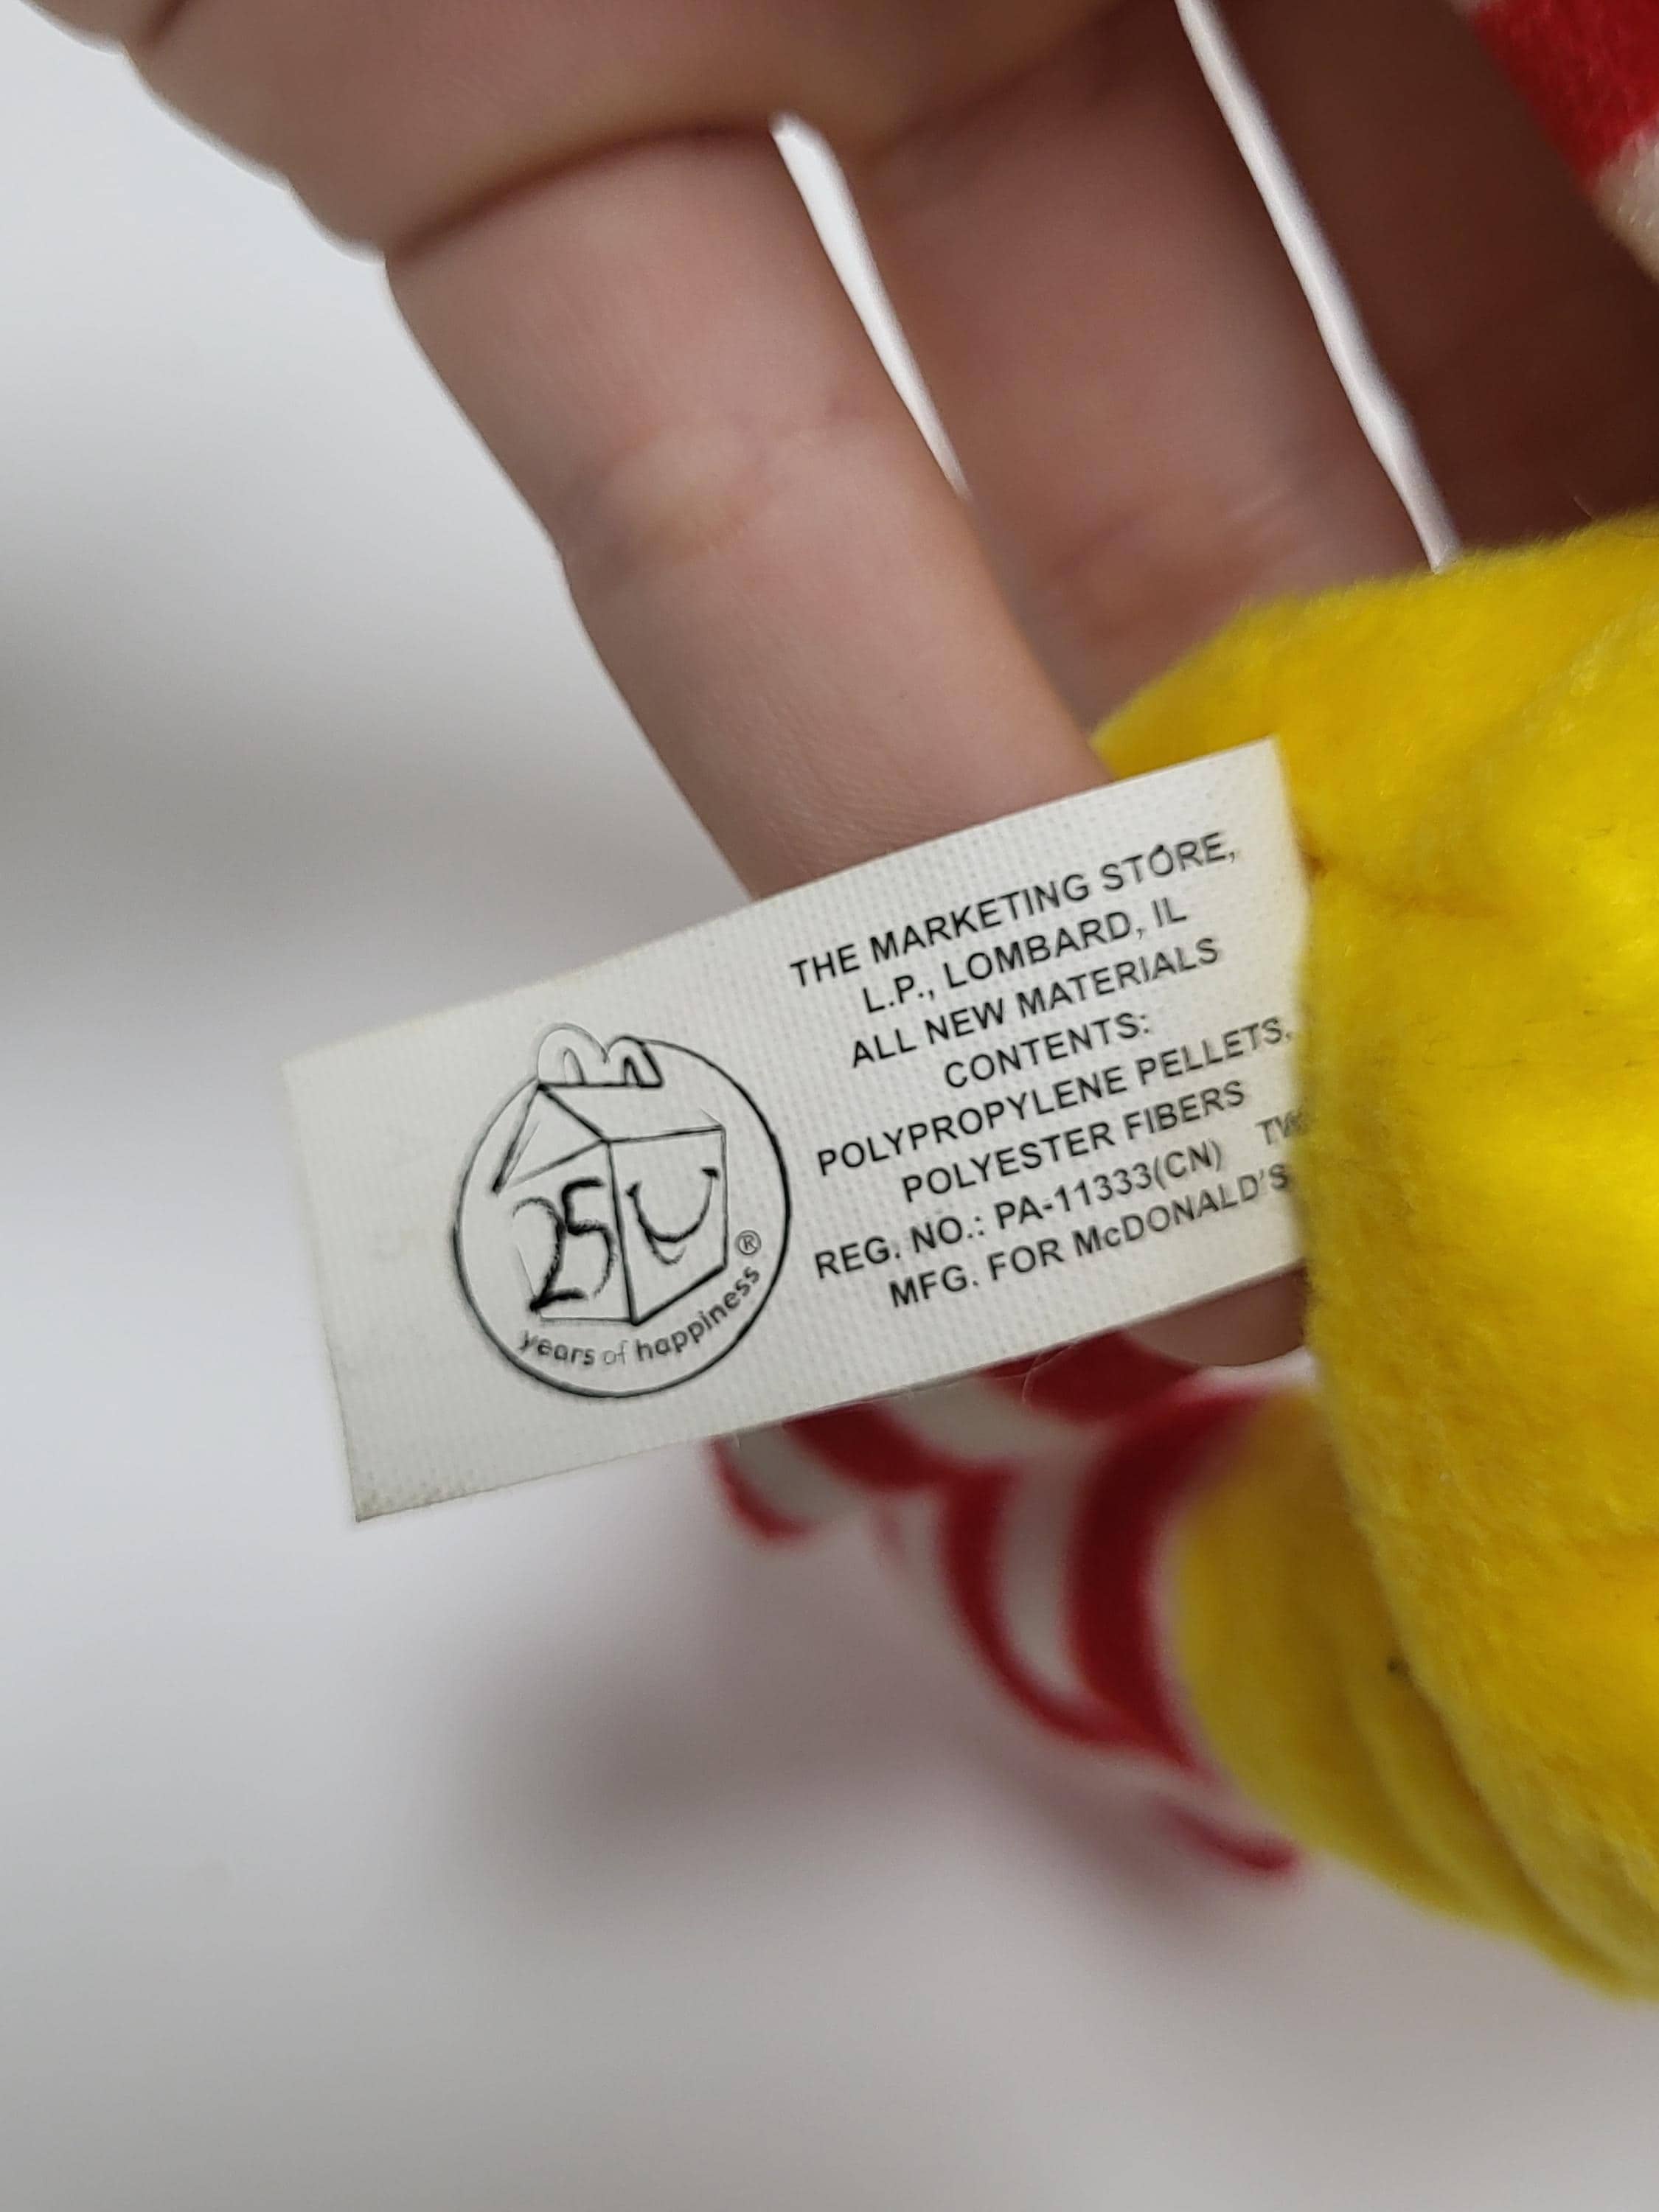 THE MARKETING STORE,
L.P., LOMBARD, IL
ALL NEW MATERIALS
CONTENTS:
POLYPROPYLENE PELLETS,
POLYESTER FIBERS
REG. NO.: PA-11333(CN)
MFG. FOR McDONALD'S
25
®
years of happiness